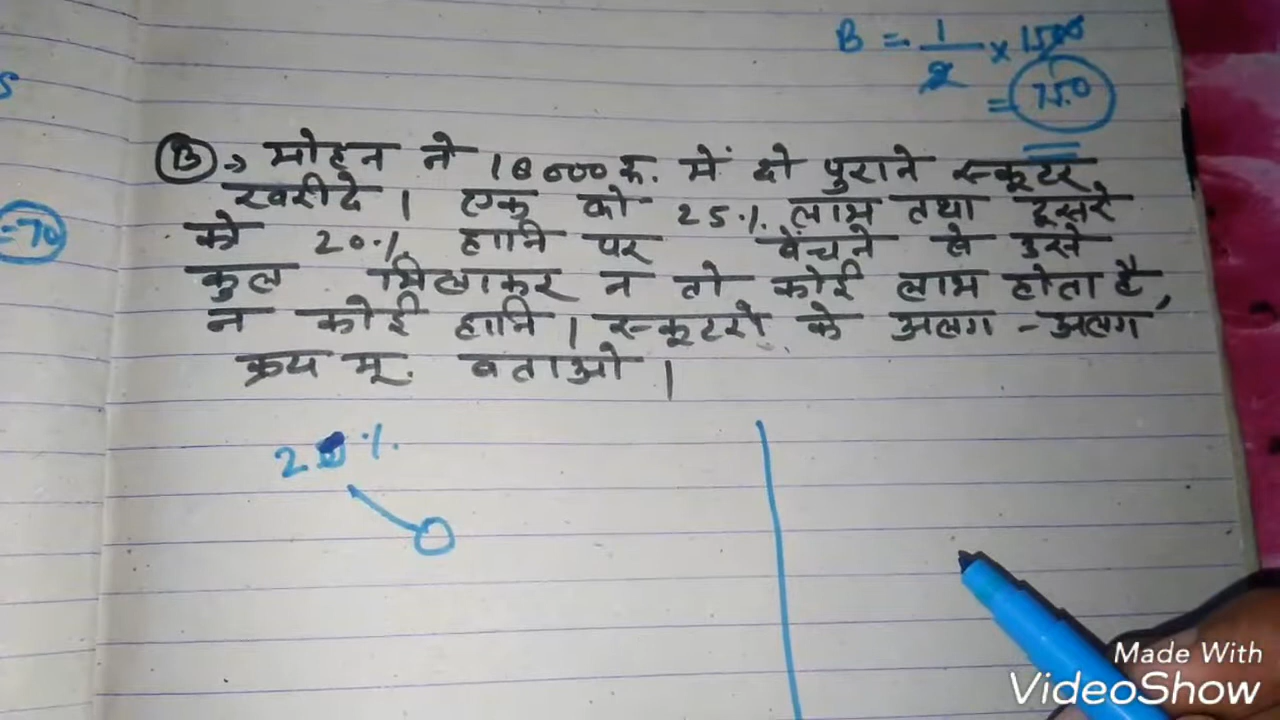 B = 1/2 × 1500
= 750
(B) → मोहन ने 18000 रु. में दो पुराने स्कूटर
खरीदे । एक को 25% लाभ तथा दूसरे
को 20% हानि पर बेंचने से उसे
कुल मिलाकर न तो कोई लाभ होता है,
न कोई हानि । स्कूटरो के अलग-अलग
क्रय मू. बताओ ।
=70
0
Made With
VideoShow